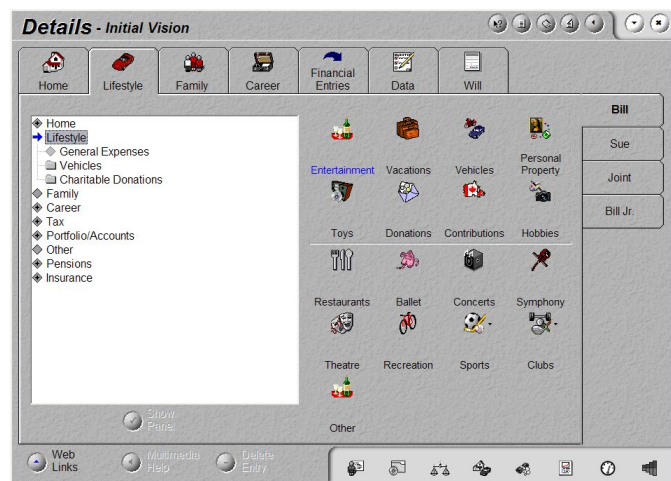 Details - Initial Vision
Home
Lifestyle
Family
Career
Financial
Entries
Data
Will
Home
Lifestyle
General Expenses
Vehicles
Charitable Donations
Family
Career
Tax
Portfolio/Accounts
Other
Pensions
Insurance
Entertainment
Vacations
Vehicles
Personal
Property
Toys
Donations
Contributions
Hobbies
Restaurants
Ballet
Concerts
Symphony
Theatre
Recreation
Sports
Clubs
Other
Bill
Sue
Joint
Bill Jr.
Show
Panel
Web
Links
Multimedia
Help
Delete
Entry